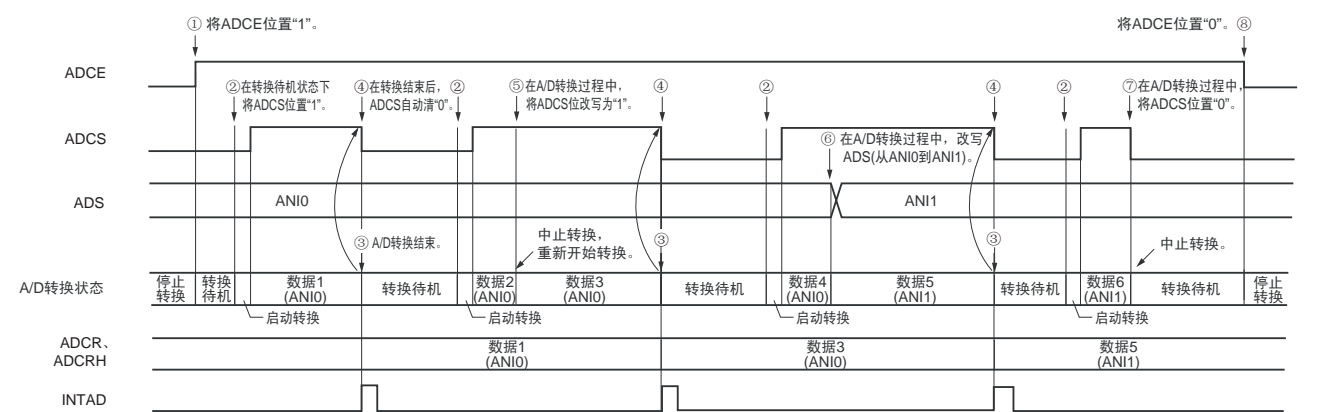 ① 将ADCE位置“1”。
将ADCE位置“0”。⑧
ADCE
②在转换待机状态下
将ADCS位置“1”。
④在转换结束后，
ADCS自动清“0”。
②
⑤在A/D转换过程中，
将ADCS位改写为“1”。
④
②
④
②
⑦在A/D转换过程中，
将ADCS位置“0”。
ADCS
⑥ 在A/D转换过程中，改写
ADS(从ANI0到ANI1)。
ADS
ANI0
ANI1
③ A/D转换结束。
中止转换，
重新开始转换。
③
③
中止转换。
A/D转换状态
停止
转换
转换
待机
数据1
(ANI0)
转换待机
数据2
(ANI0)
数据3
(ANI0)
转换待机
数据4
(ANI0)
数据5
(ANI1)
转换待机
数据6
(ANI1)
转换待机
停止
转换
启动转换
启动转换
启动转换
启动转换
ADCR、
ADCRH
数据1
(ANI0)
数据3
(ANI0)
数据5
(ANI1)
INTAD